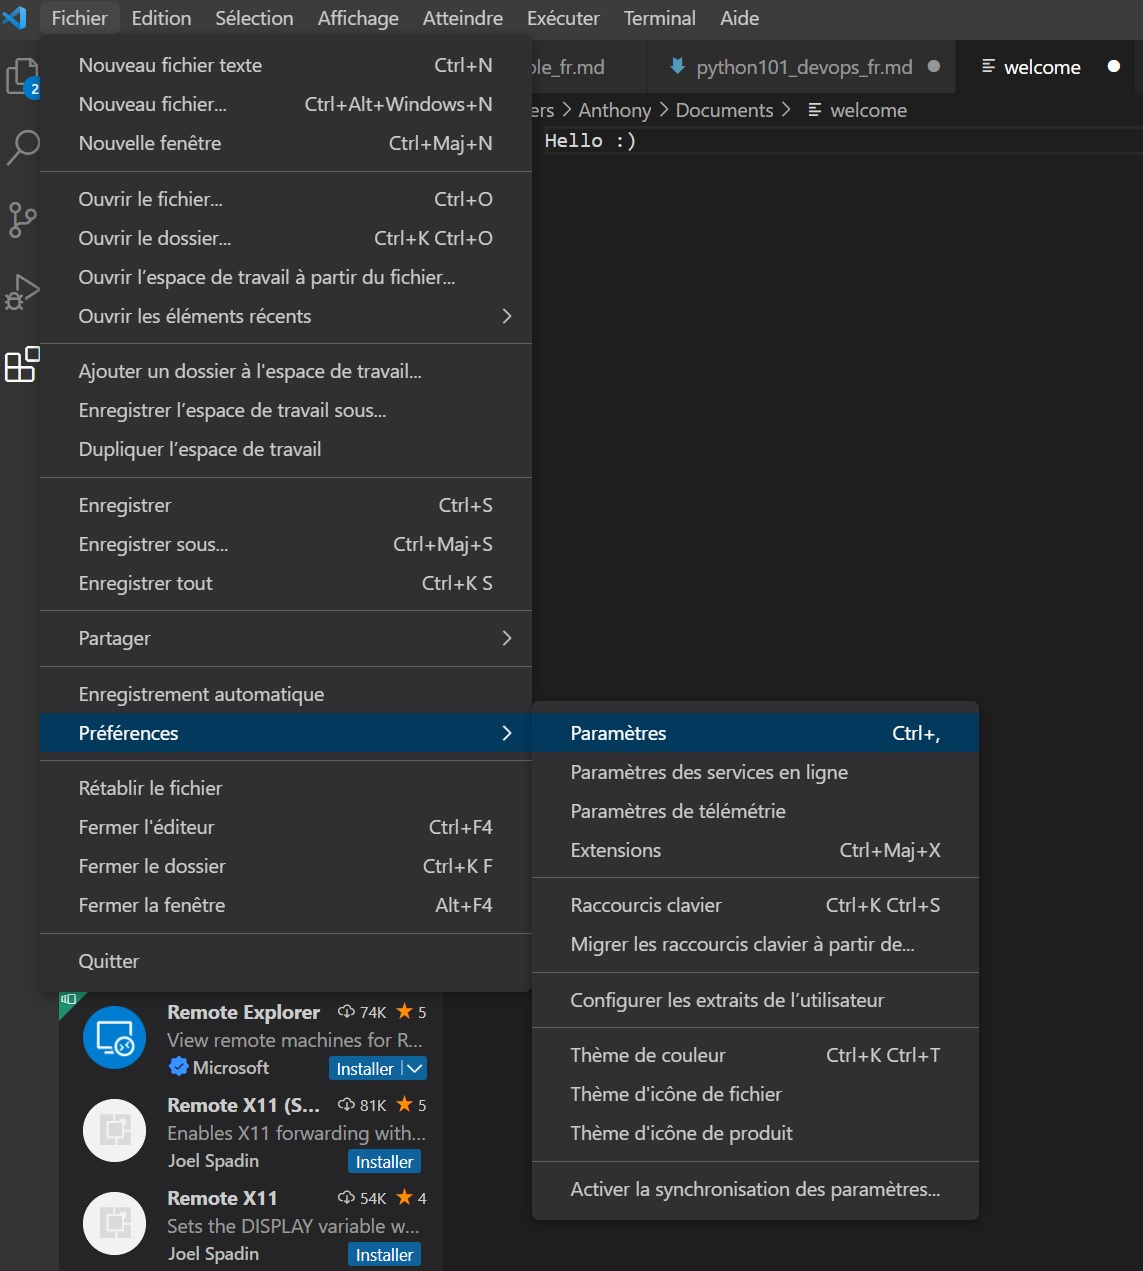 Fichier Edition Sélection Affichage Atteindre Exécuter Terminal Aide
ble_fr.md python101_devops_fr.md welcome
ers > Anthony > Documents > welcome
Hello :)
2
Nouveau fichier texte Ctrl+N
Nouveau fichier... Ctrl+Alt+Windows+N
Nouvelle fenêtre Ctrl+Maj+N
Ouvrir le fichier... Ctrl+O
Ouvrir le dossier... Ctrl+K Ctrl+O
Ouvrir l’espace de travail à partir du fichier...
Ouvrir les éléments récents
Ajouter un dossier à l'espace de travail...
Enregistrer l’espace de travail sous...
Dupliquer l’espace de travail
Enregistrer Ctrl+S
Enregistrer sous... Ctrl+Maj+S
Enregistrer tout Ctrl+K S
Partager
Enregistrement automatique
Préférences
Rétablir le fichier
Fermer l'éditeur Ctrl+F4
Fermer le dossier Ctrl+K F
Fermer la fenêtre Alt+F4
Quitter
Paramètres Ctrl+,
Paramètres des services en ligne
Paramètres de télémétrie
Extensions Ctrl+Maj+X
Raccourcis clavier Ctrl+K Ctrl+S
Migrer les raccourcis clavier à partir de...
Configurer les extraits de l’utilisateur
Thème de couleur Ctrl+K Ctrl+T
Thème d'icône de fichier
Thème d'icône de produit
Activer la synchronisation des paramètres...
Remote Explorer 74K 5
View remote machines for R...
Microsoft Installer
Remote X11 (S... 81K 5
Enables X11 forwarding with...
Joel Spadin Installer
Remote X11 54K 4
Sets the DISPLAY variable w...
Joel Spadin Installer